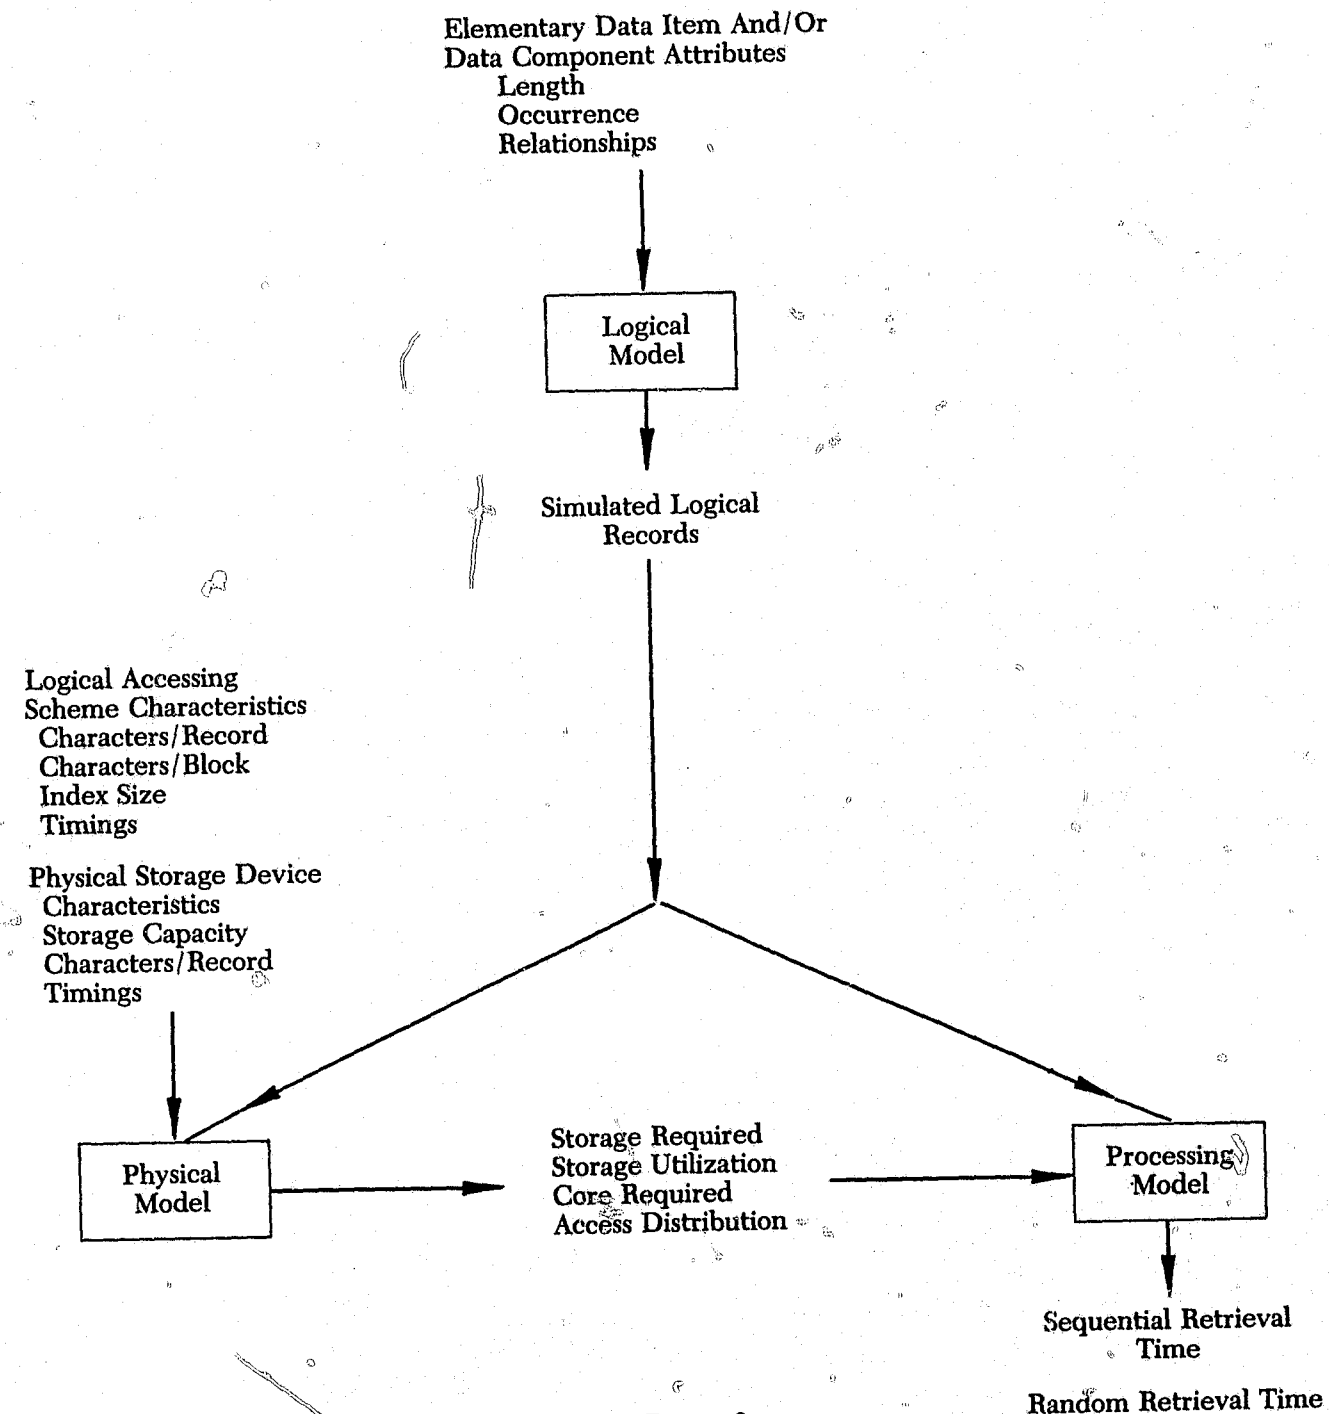 Elementary Data Item And/Or
Data Component Attributes
Length
Occurrence
Relationships
Logical
Model
Simulated Logical
Records
Logical Accessing
Scheme Characteristics
Characters/Record
Characters/Block
Index Size
Timings
Physical Storage Device
Characteristics
Storage Capacity
Characters/Record
Timings
Physical
Model
Storage Required
Storage Utilization
Core Required
Access Distribution
Processing
Model
Sequential Retrieval
Time
Random Retrieval Time